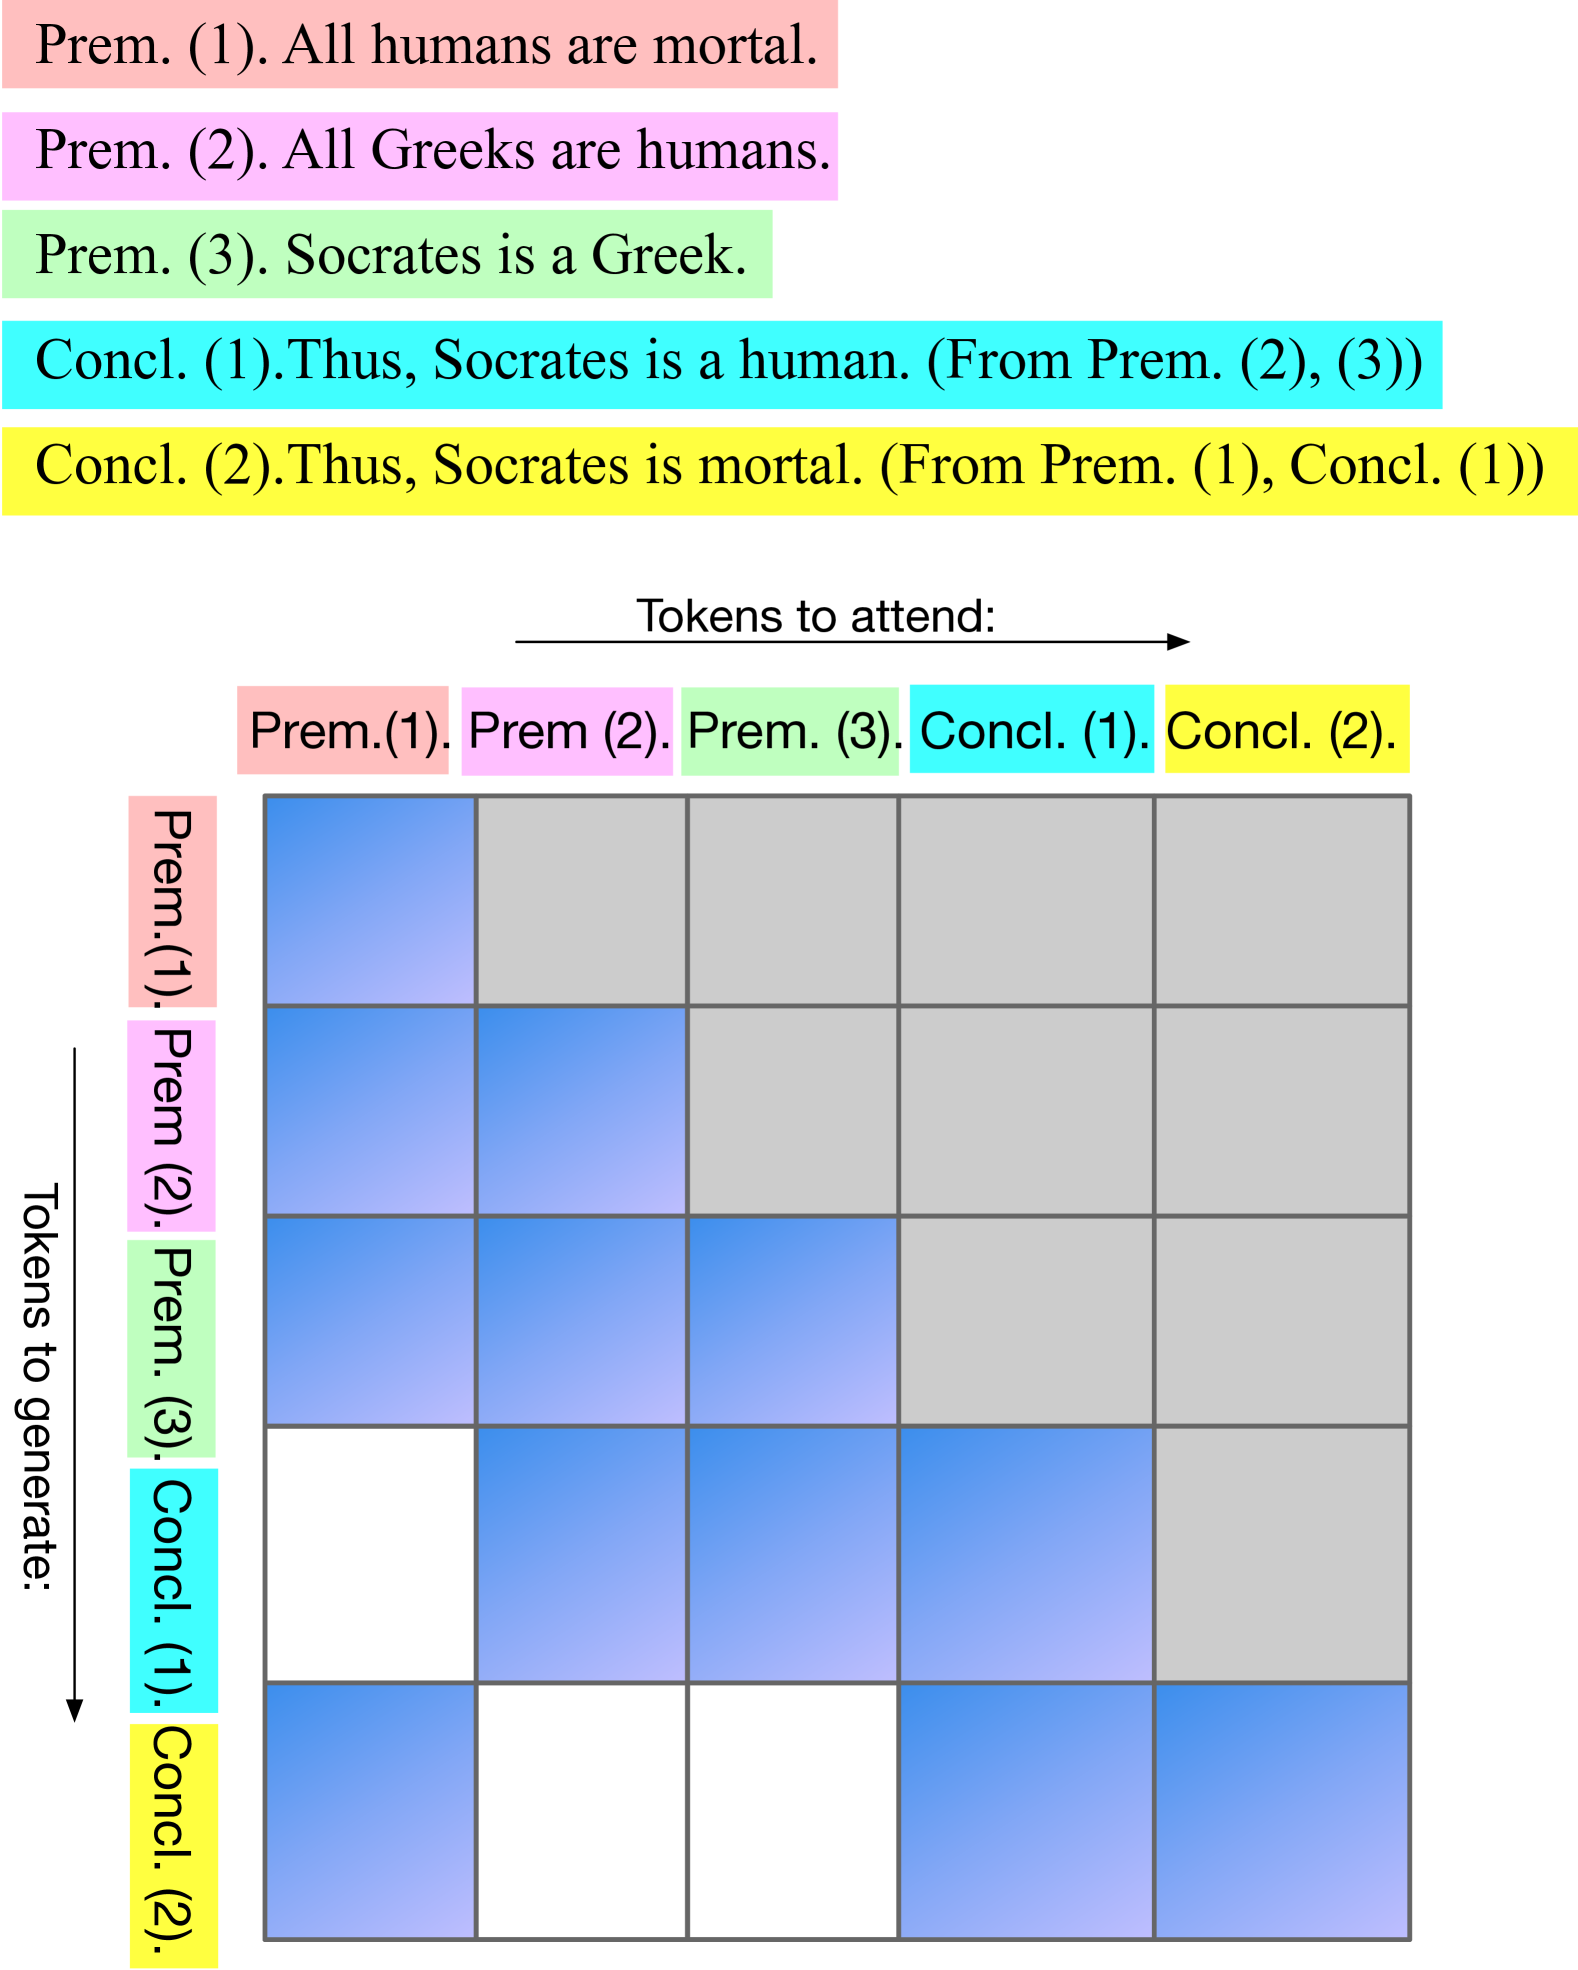 Prem. (1). All humans are mortal.
Prem. (2). All Greeks are humans.
Prem. (3). Socrates is a Greek.
Concl. (1).Thus, Socrates is a human. (From Prem. (2), (3))
Concl. (2).Thus, Socrates is mortal. (From Prem. (1), Concl. (1))
Tokens to attend:
Prem.(1). Prem (2). Prem. (3). Concl. (1). Concl. (2).
Tokens to generate:
Prem.(1).
Prem (2).
Prem. (3).
Concl. (1).
Concl. (2).